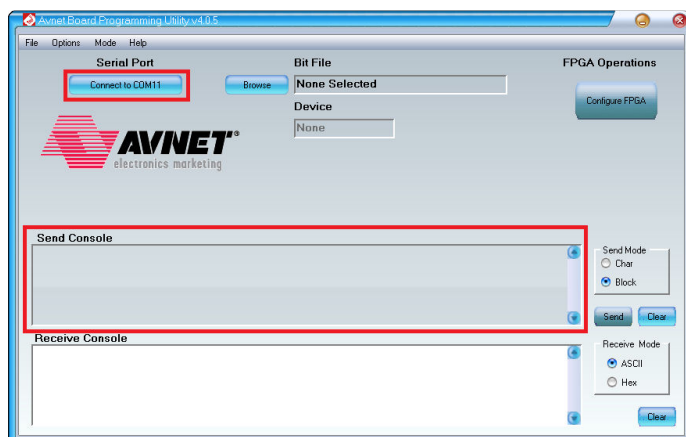 Avnet Board Programming Utility v4.0.5
File Options Mode Help
Serial Port Bit File FPGA Operations
Connect to COM11 Browse None Selected Configure FPGA
Device
None
AVNET®
electronics marketing
Send Console
Send Mode
Char
Block
Send Clear
Receive Console
Receive Mode
ASCII
Hex
Clear